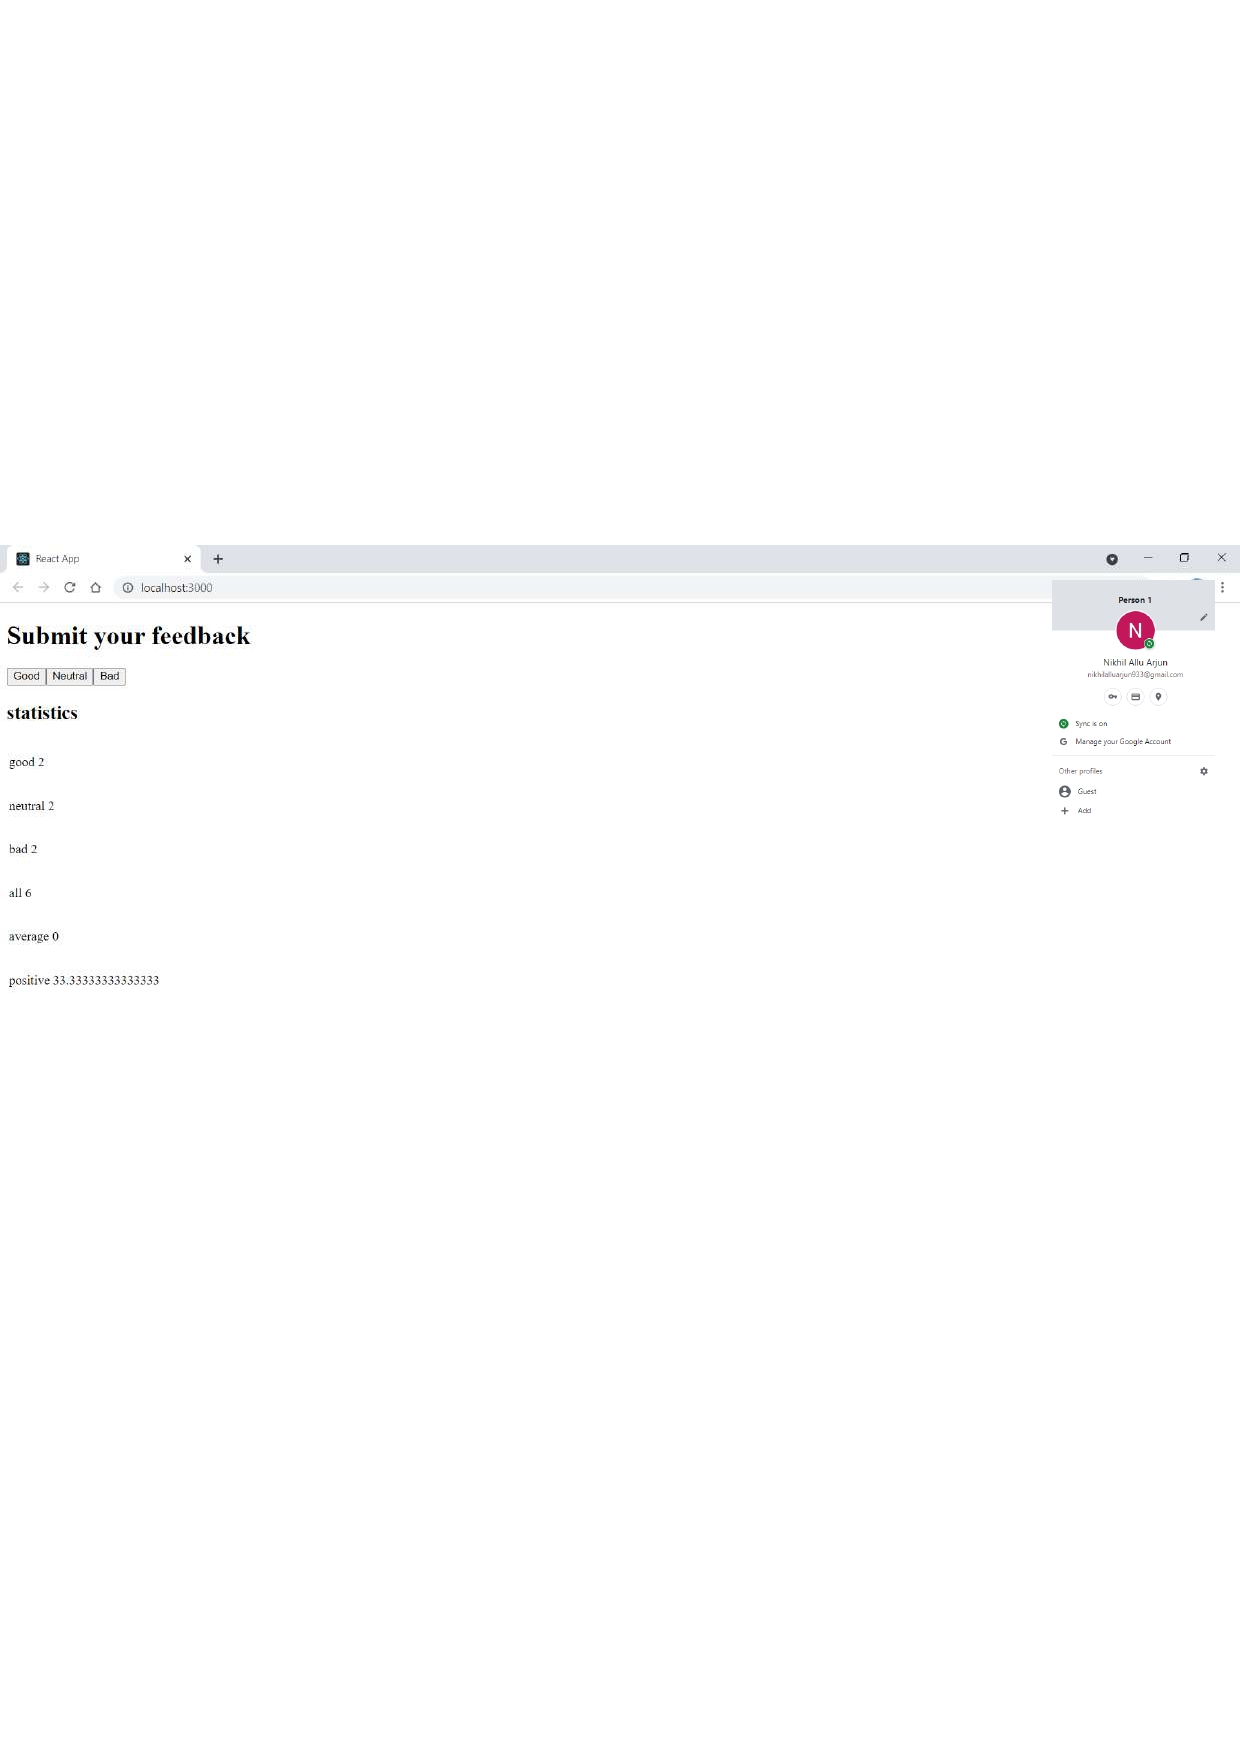 React App
localhost:3000
Submit your feedback
Good Neutral Bad
statistics
good 2
neutral 2
bad 2
all 6
average 0
positive 33.33333333333333
Person 1
N
Nikhil Allu Arjun
nikhilalluarjun933@gmail.com
Sync is on
G Manage your Google Account
Other profiles
Guest
Add